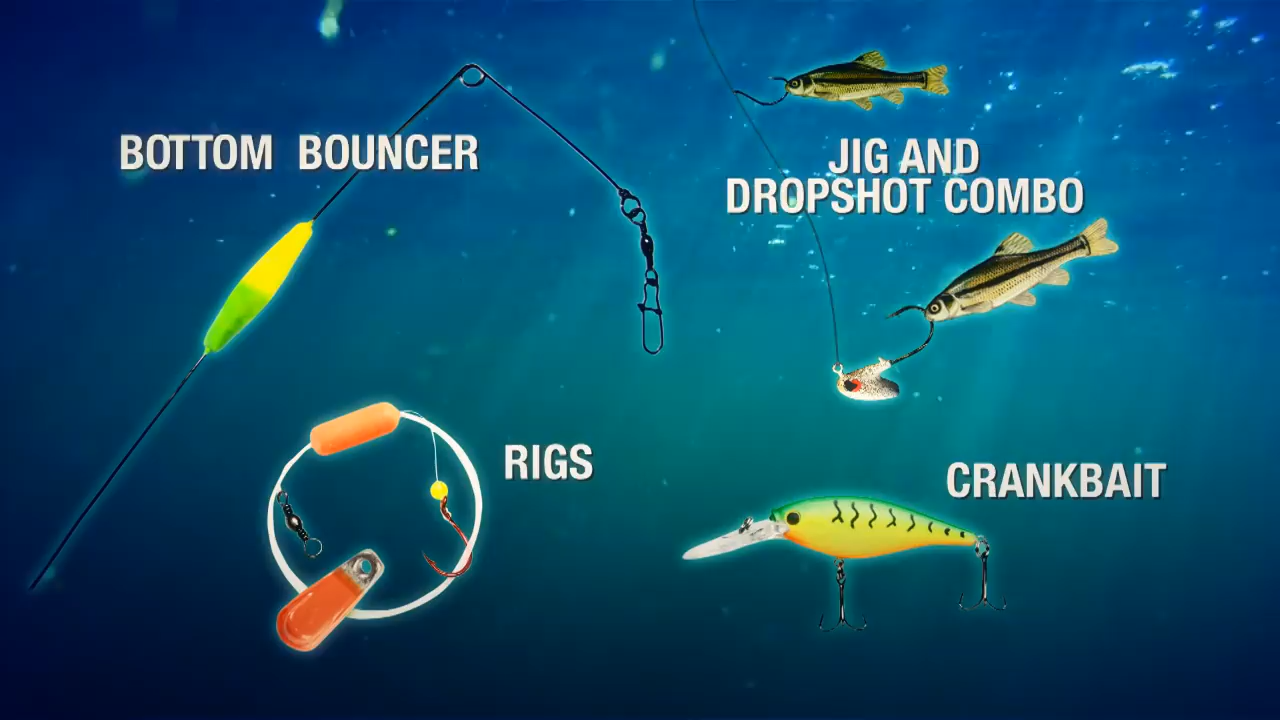 BOTTOM BOUNCER
JIG AND
DROPSHOT COMBO
RIGS
CRANKBAIT